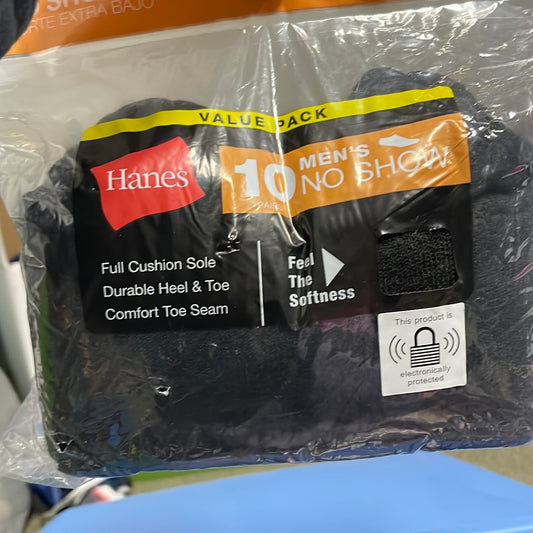 CORTE EXTRA BAJO
VALUE PACK
Hanes
10
PAIRS
MEN'S
NO SHOW
Full Cushion Sole
Durable Heel & Toe
Comfort Toe Seam
Feel
The
Softness
This product is
electronically
protected